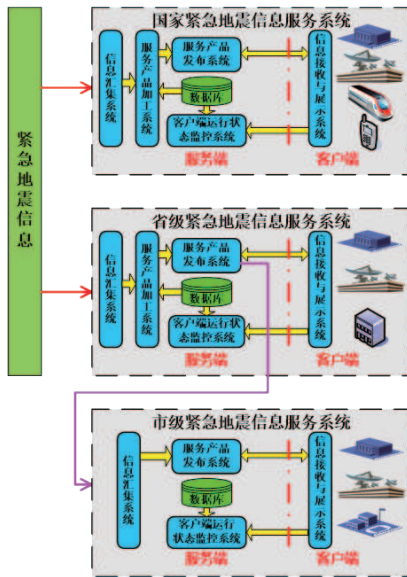 紧急地震信息
国家紧急地震信息服务系统
信息汇集系统
服务产品加工系统
服务产品
发布系统
数据库
客户端运行状
态监控系统
信息接收与展示系统
服务端
客户端
省级紧急地震信息服务系统
信息汇集系统
服务产品加工系统
服务产品
发布系统
数据库
客户端运行状
态监控系统
信息接收与展示系统
服务端
客户端
市级紧急地震信息服务系统
信息汇集系统
服务产品
发布系统
数据库
客户端运行
状态监控系统
信息接收与展示系统
服务端
客户端